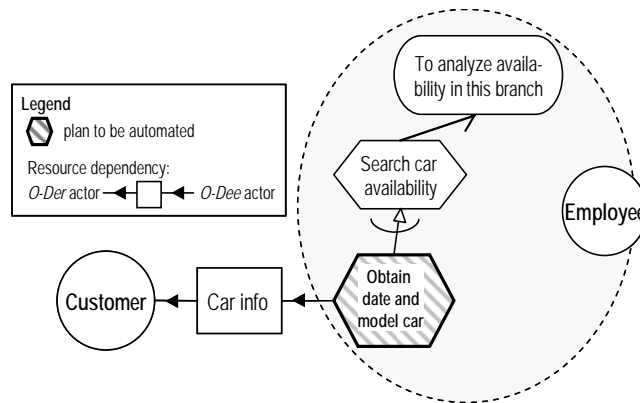 To analyze availa-
bility in this branch
Legend
plan to be automated
Resource dependency:
O-Der actor
O-Dee actor
Search car
availability
Employee
Customer
Car info
Obtain
date and
model car